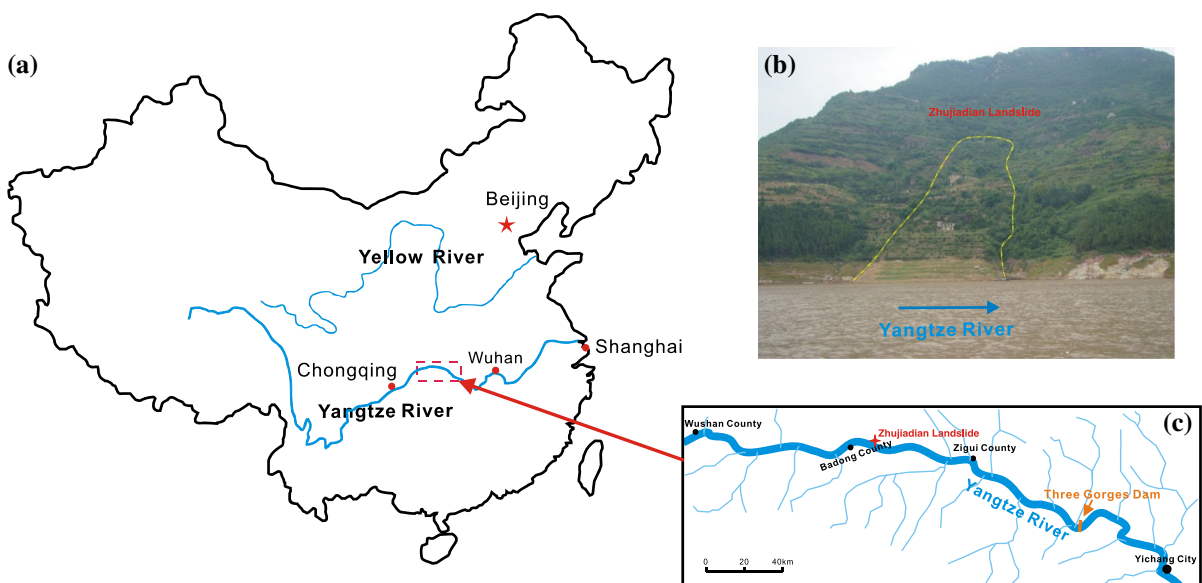 (a)
Beijing
Yellow River
Chongqing
Wuhan
Shanghai
Yangtze River
(b)
Zhujiadian Landslide
Yangtze River
(c)
Wushan County
Zhujiadian Landslide
Badong County
Zigui County
Yangtze River
Three Gorges Dam
Yichang City
0 20 40km